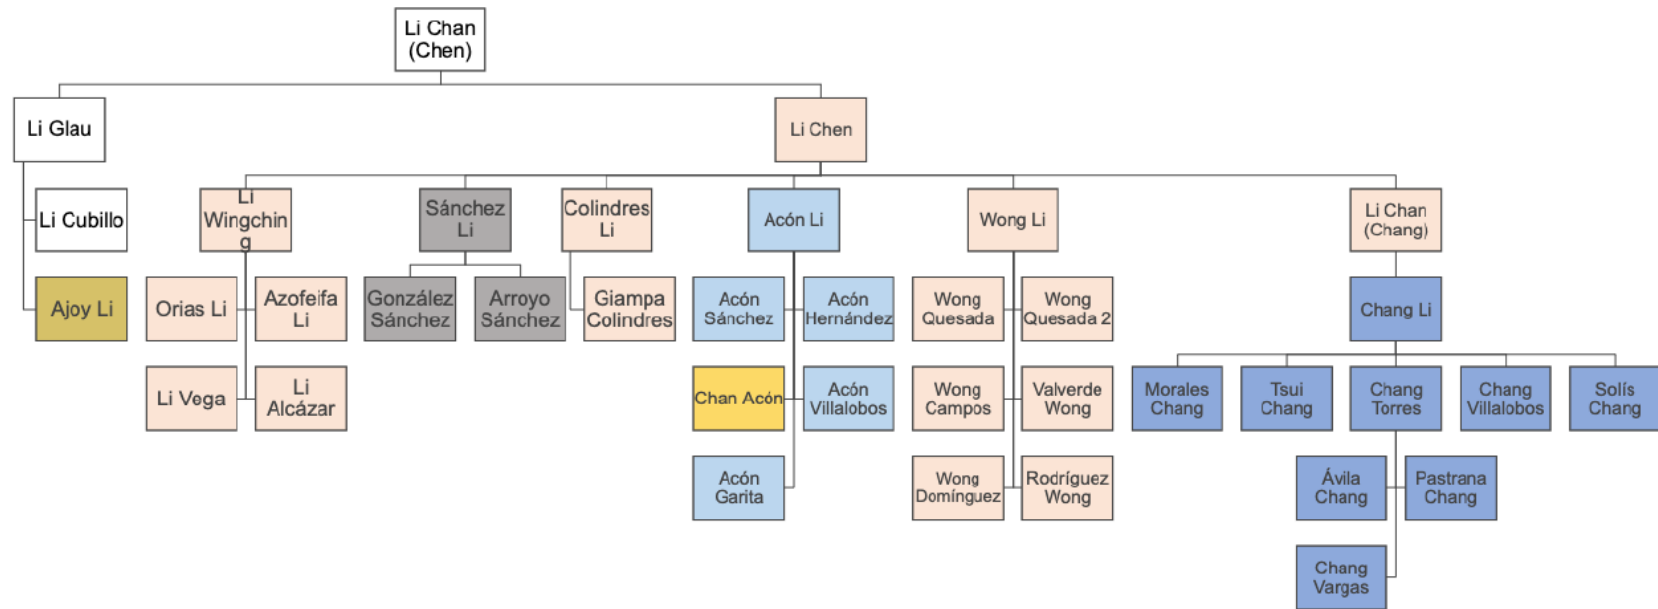 Li Chan
(Chen)
Li Glau
Li Chen
Li Cubillo
Li
Wingchin
g
Sánchez
Li
Colindres
Li
Acón Li
Wong Li
Li Chan
(Chang)
Ajoy Li
Orias Li
Azofeifa
Li
González
Sánchez
Arroyo
Sánchez
Giampa
Colindres
Acón
Sánchez
Acón
Hernández
Wong
Quesada
Wong
Quesada 2
Chang Li
Li Vega
Li
Alcázar
Chan Acón
Acón
Villalobos
Wong
Campos
Valverde
Wong
Morales
Chang
Tsui
Chang
Chang
Torres
Chang
Villalobos
Solís
Chang
Acón
Garita
Wong
Domínguez
Rodríguez
Wong
Ávila
Chang
Pastrana
Chang
Chang
Vargas